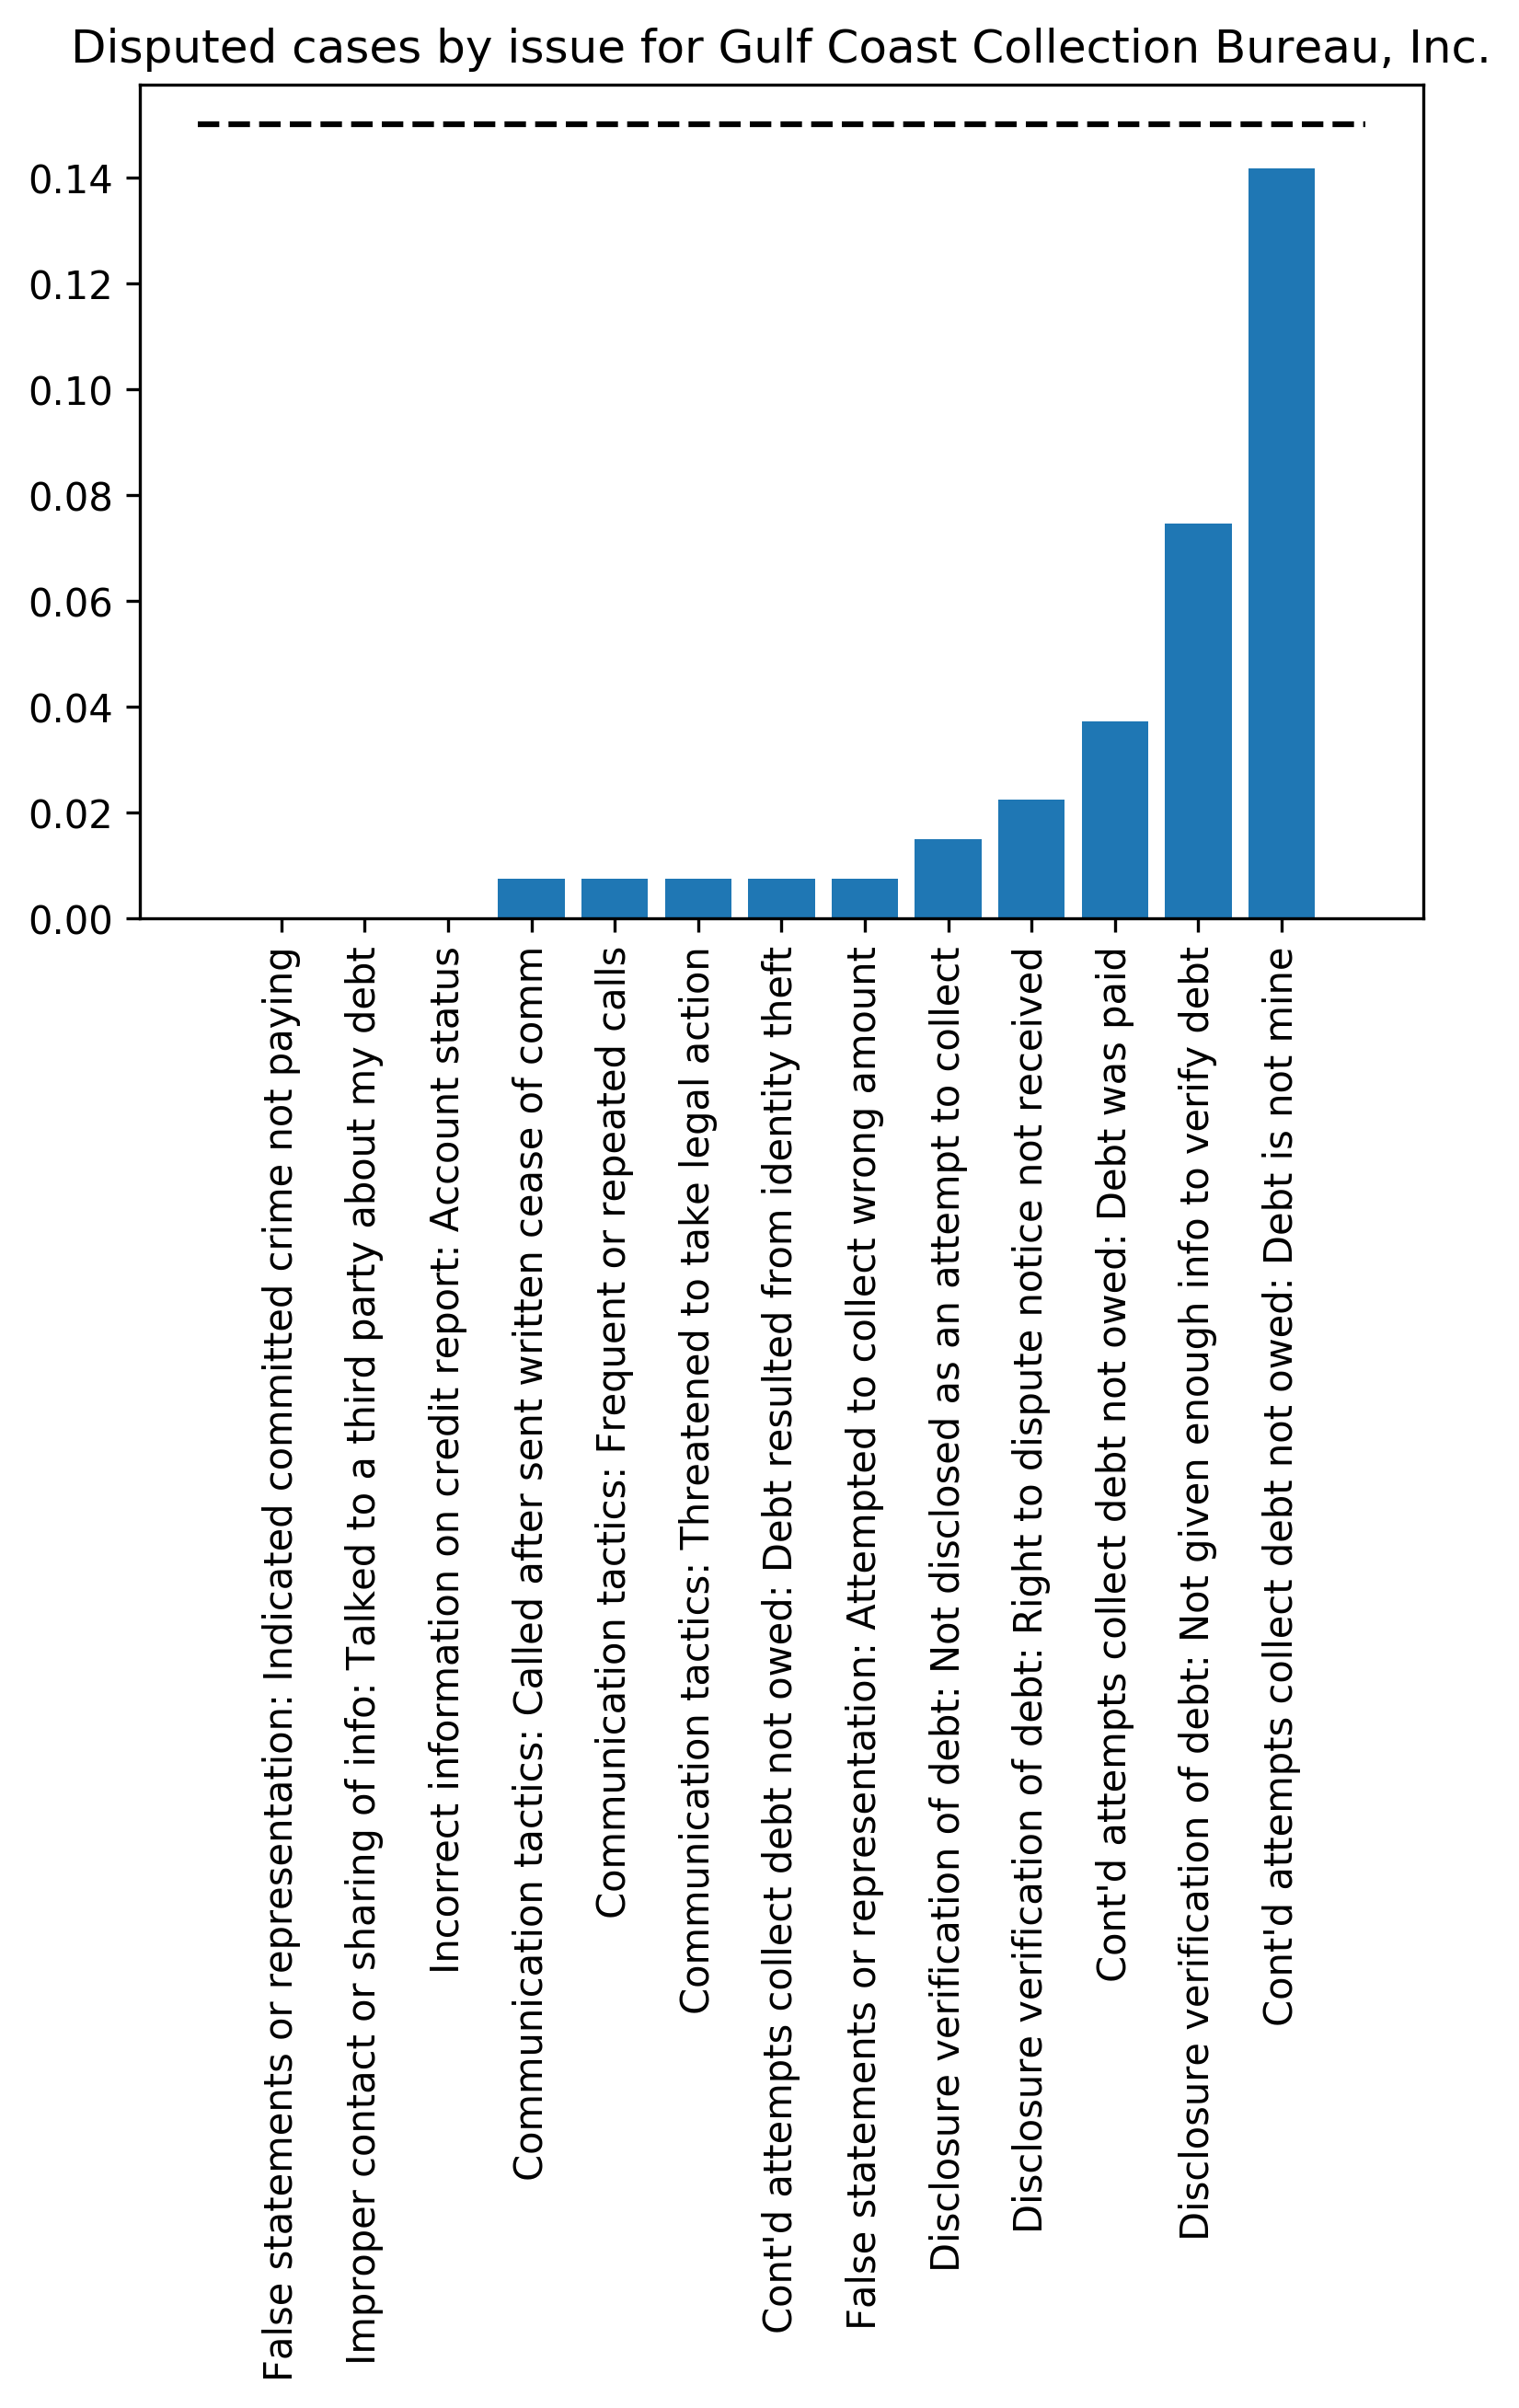 Disputed cases by issue for Gulf Coast Collection Bureau, Inc.
0.14
0.12
0.10
0.08
0.06
0.04
0.02
0.00
False statements or representation: Indicated committed crime not paying
Improper contact or sharing of info: Talked to a third party about my debt
Incorrect information on credit report: Account status
Communication tactics: Called after sent written cease of comm
Communication tactics: Frequent or repeated calls
Communication tactics: Threatened to take legal action
Cont'd attempts collect debt not owed: Debt resulted from identity theft
False statements or representation: Attempted to collect wrong amount
Disclosure verification of debt: Not disclosed as an attempt to collect
Disclosure verification of debt: Right to dispute notice not received
Cont'd attempts collect debt not owed: Debt was paid
Disclosure verification of debt: Not given enough info to verify debt
Cont'd attempts collect debt not owed: Debt is not mine